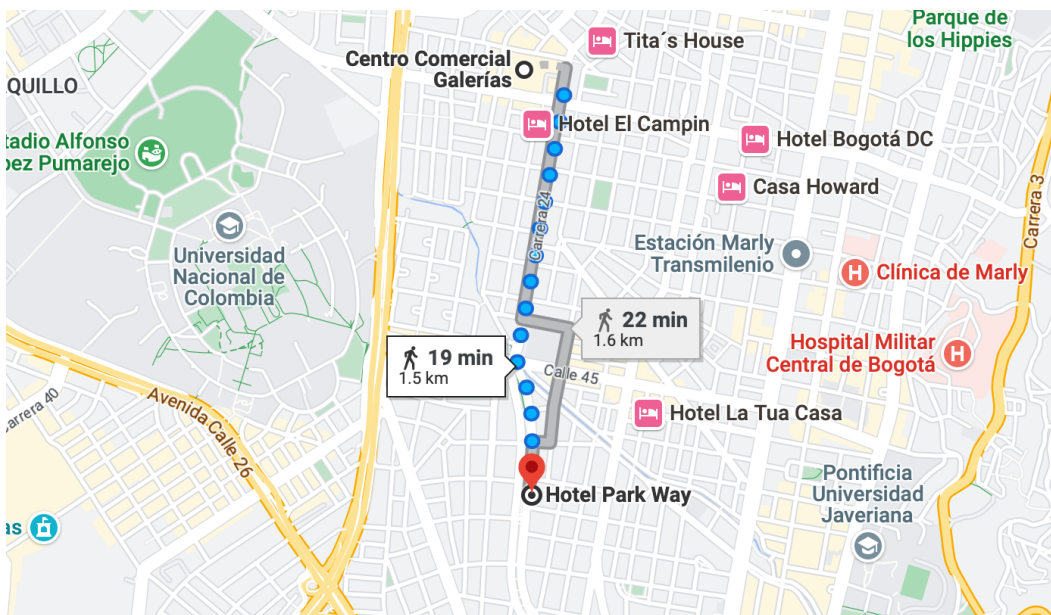 Parque de
los Hippies
Tita´s House
Centro Comercial
Galerías
QUILLO
Hotel El Campin
Hotel Bogotá DC
tadio Alfonso
pez Pumarejo
Casa Howard
Carrera 3
Carrera 24
Universidad
Nacional de
Colombia
Estación Marly
Transmilenio
Clínica de Marly
22 min
1.6 km
19 min
1.5 km
Hospital Militar
Central de Bogotá
Calle 45
Carrera 40
Avenida Calle 26
Hotel La Tua Casa
Pontificia
Universidad
Javeriana
Hotel Park Way
as